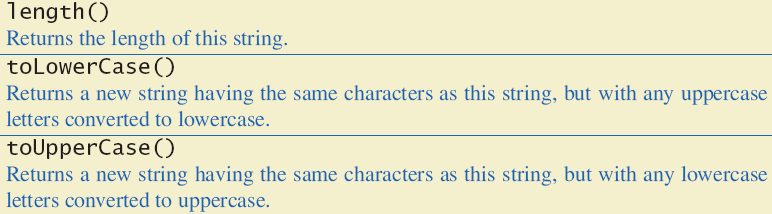 length()
Returns the length of this string.
toLowerCase()
Returns a new string having the same characters as this string, but with any uppercase
letters converted to lowercase.
toUpperCase()
Returns a new string having the same characters as this string, but with any lowercase
letters converted to uppercase.